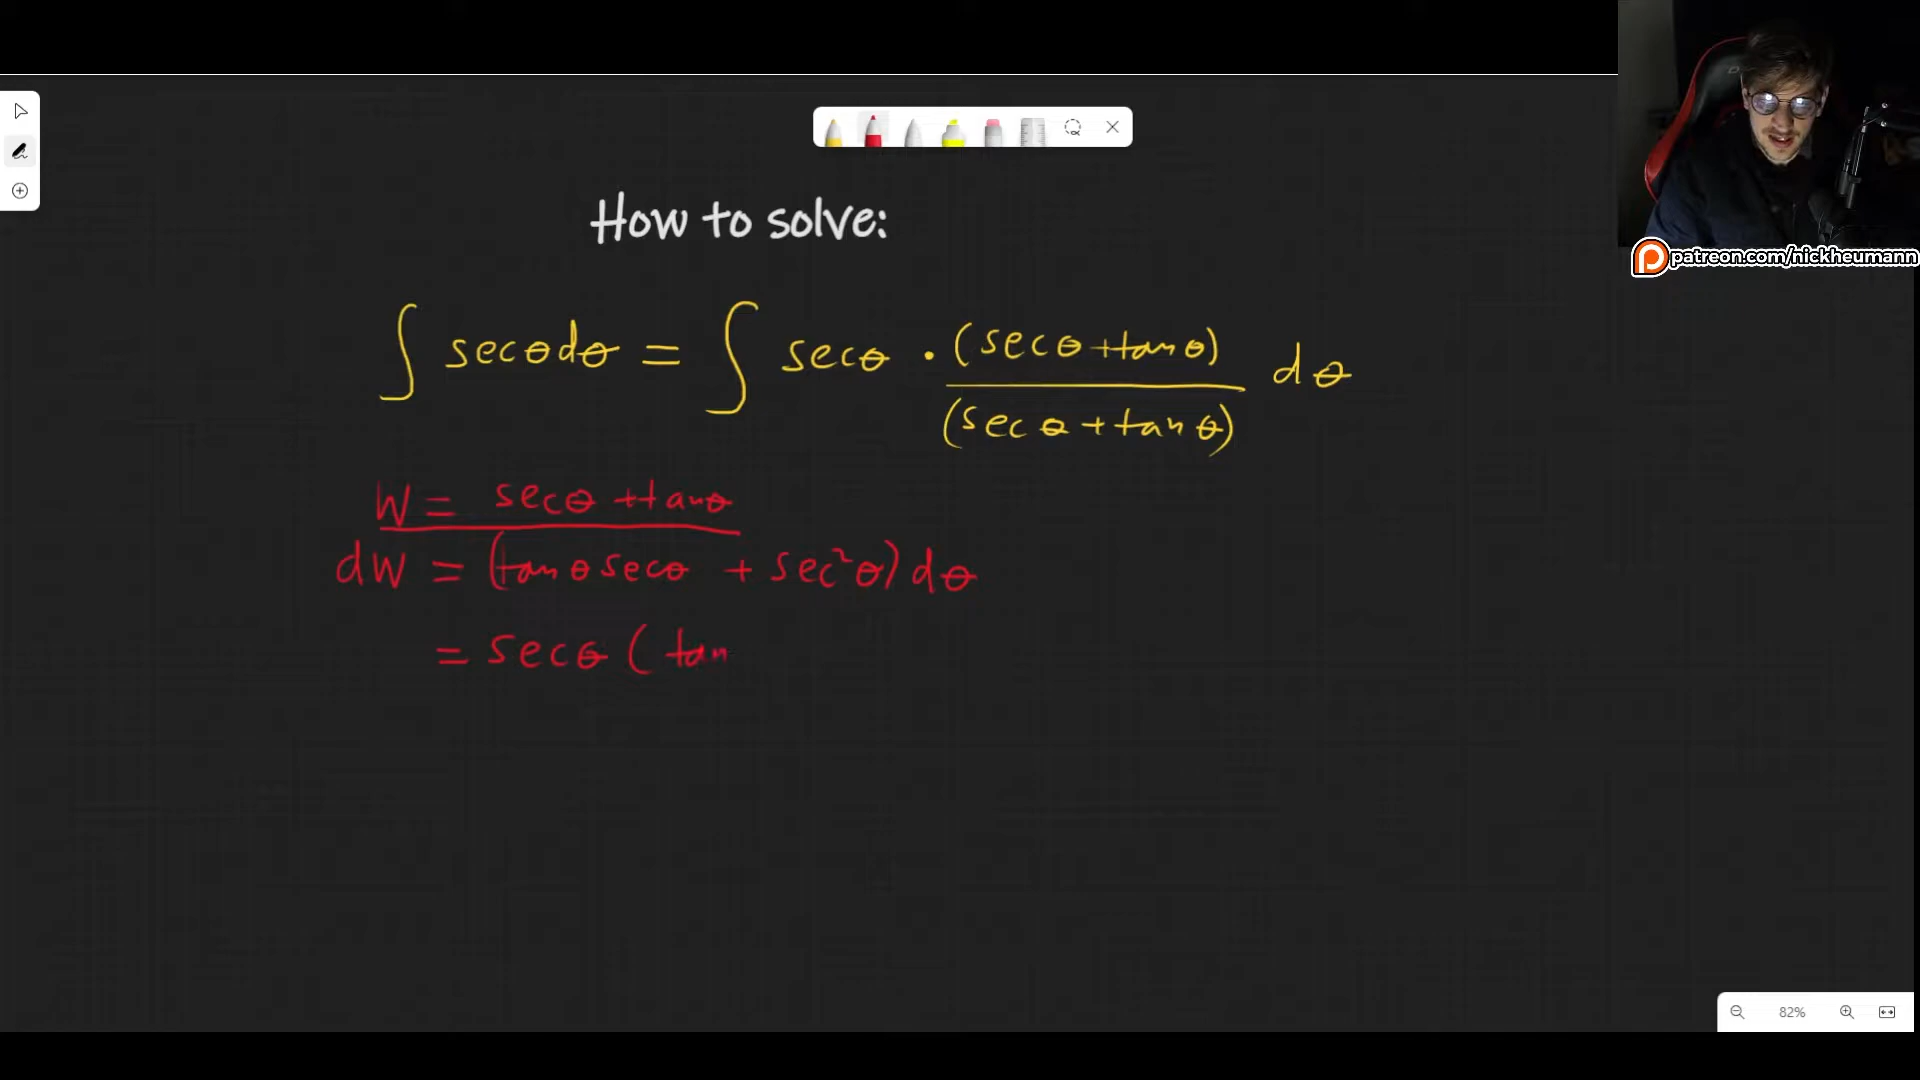 patreon.com/nickheumann
How to solve:
∫ secθdθ = ∫ secθ · (secθ+tanθ)/(secθ+tanθ) dθ
W = secθ +tanθ
dW = (tanθsecθ + sec²θ)dθ
= secθ ( tan
82%